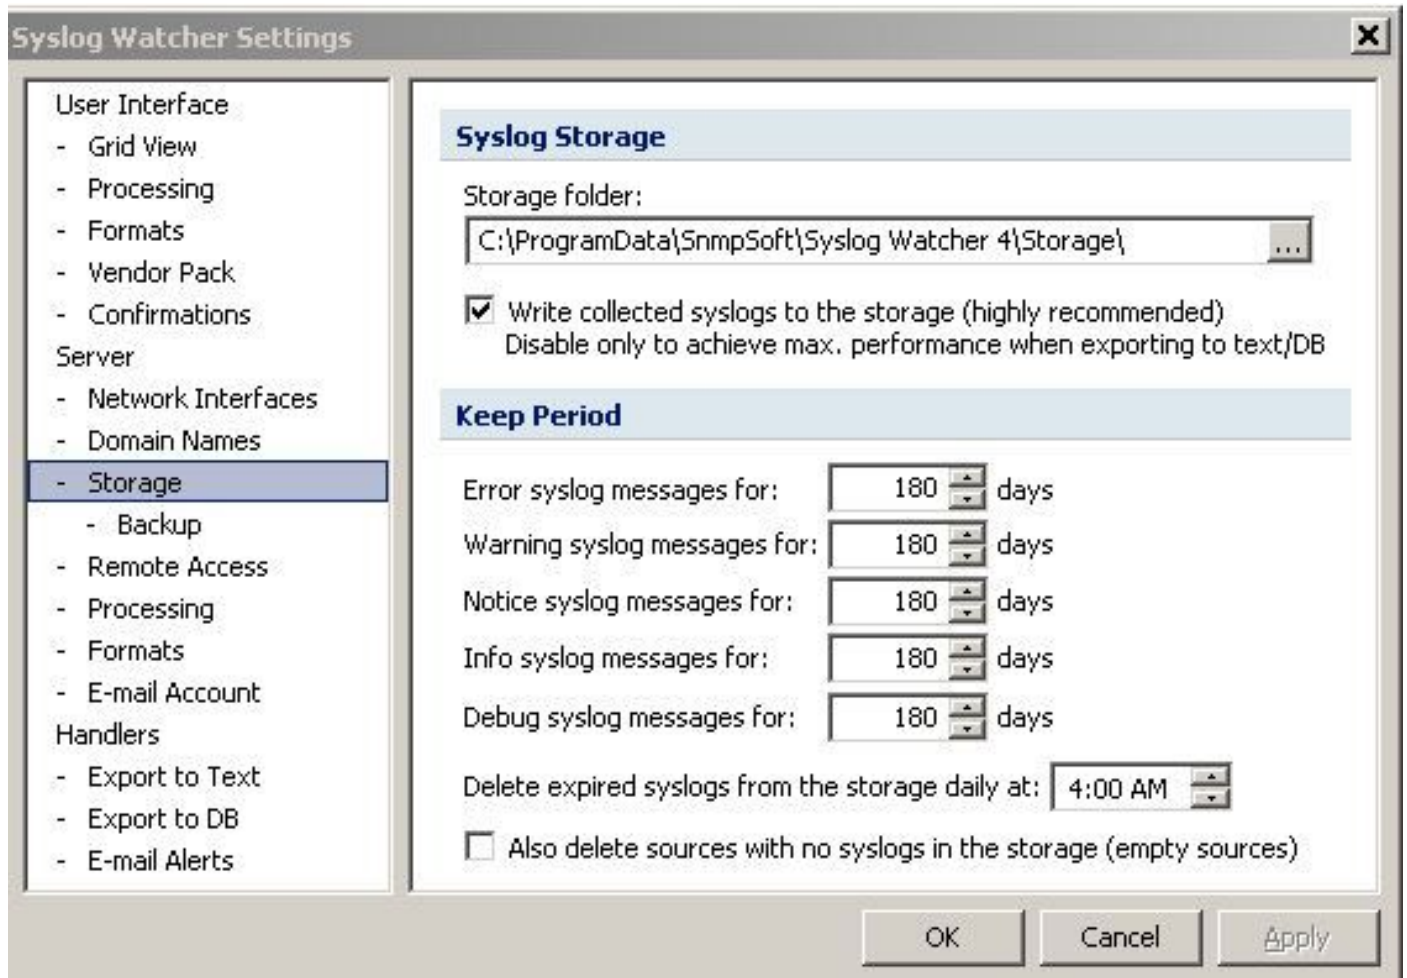 Syslog Watcher Settings
User Interface
- Grid View
- Processing
- Formats
- Vendor Pack
- Confirmations
Server
- Network Interfaces
- Domain Names
- Storage
- Backup
- Remote Access
- Processing
- Formats
- E-mail Account
Handlers
- Export to Text
- Export to DB
- E-mail Alerts
Syslog Storage
Storage folder:
C:\ProgramData\SnmpSoft\Syslog Watcher 4\Storage\ ...
Write collected syslogs to the storage (highly recommended)
Disable only to achieve max. performance when exporting to text/DB
Keep Period
Error syslog messages for: 180 days
Warning syslog messages for: 180 days
Notice syslog messages for: 180 days
Info syslog messages for: 180 days
Debug syslog messages for: 180 days
Delete expired syslogs from the storage daily at: 4:00 AM
Also delete sources with no syslogs in the storage (empty sources)
OK Cancel Apply